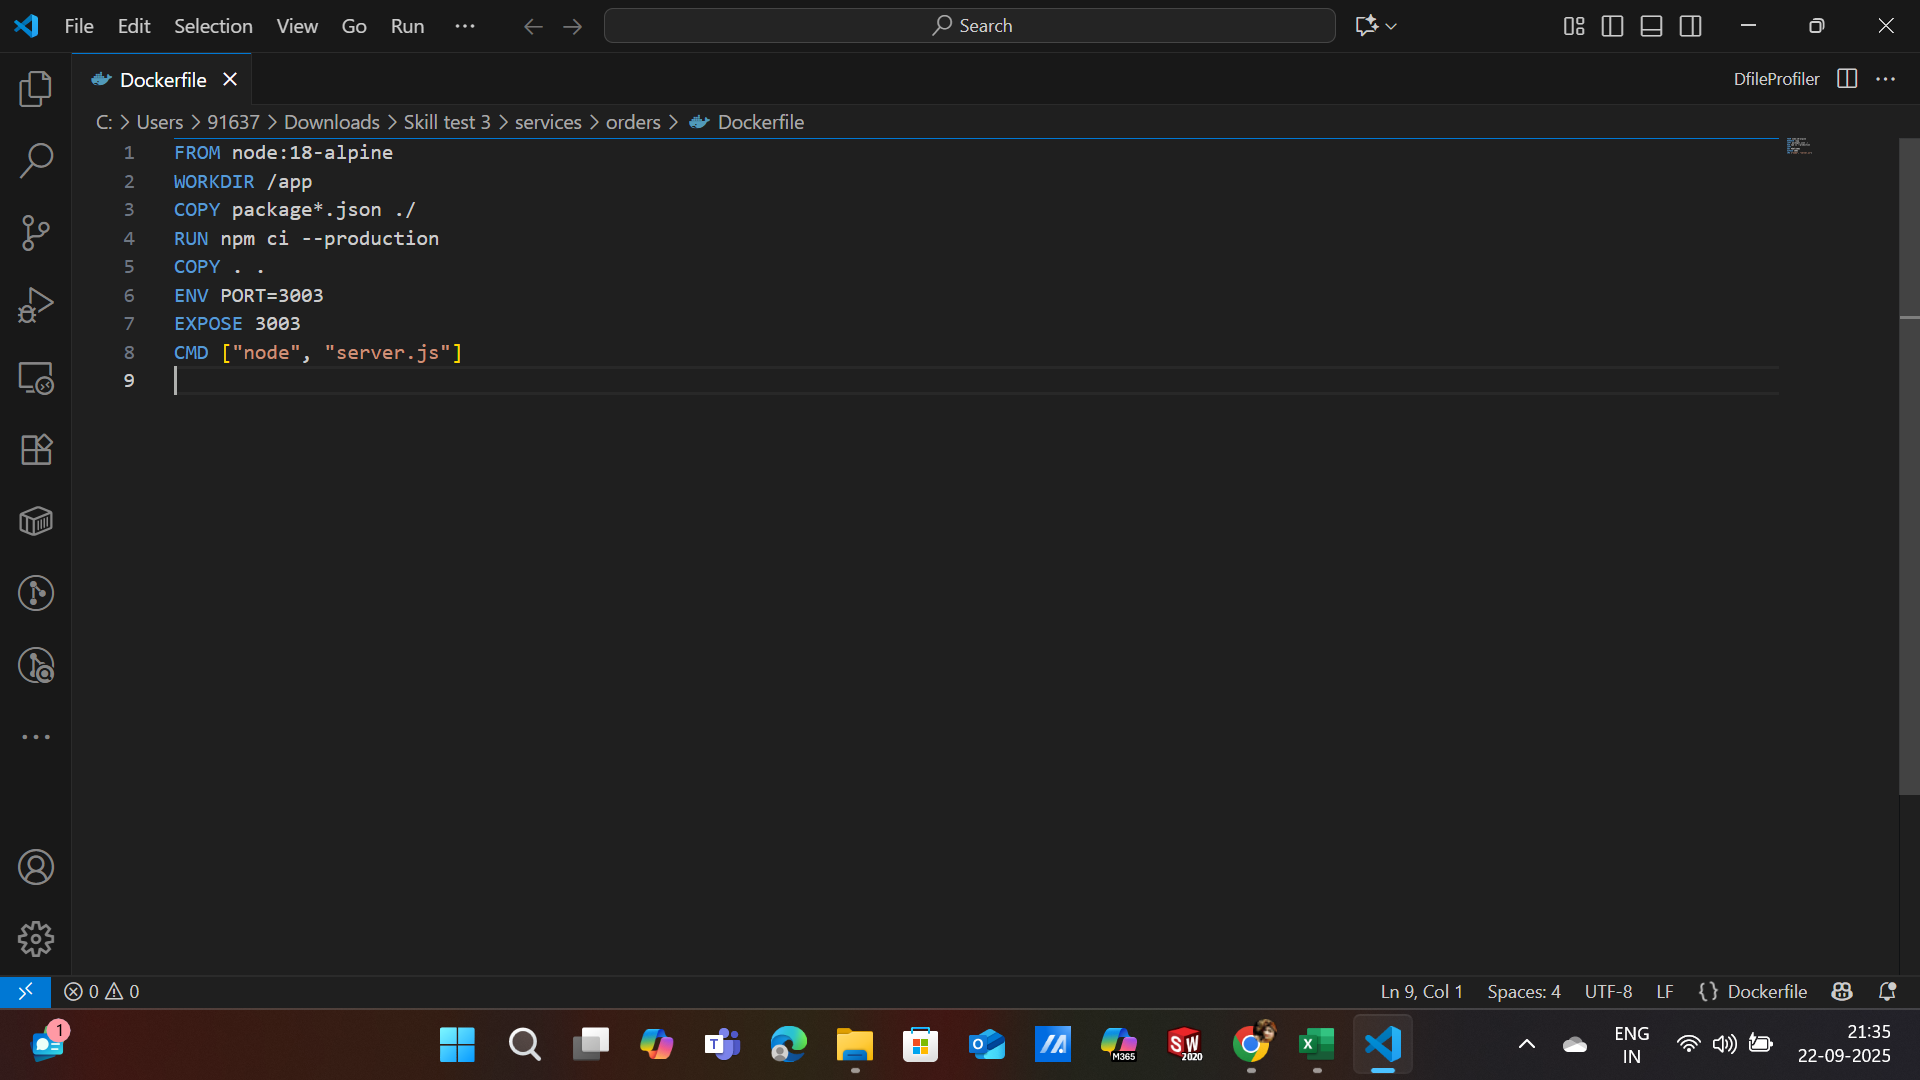 File Edit Selection View Go Run ··· Search
Dockerfile DfileProfiler ···
C: > Users > 91637 > Downloads > Skill test 3 > services > orders > Dockerfile
1 FROM node:18-alpine
2 WORKDIR /app
3 COPY package*.json ./
4 RUN npm ci --production
5 COPY . .
6 ENV PORT=3003
7 EXPOSE 3003
8 CMD ["node", "server.js"]
9
0 0 Ln 9, Col 1 Spaces: 4 UTF-8 LF {} Dockerfile
1
T
O
M365
SW
2020
X
ENG
IN
21:35
22-09-2025